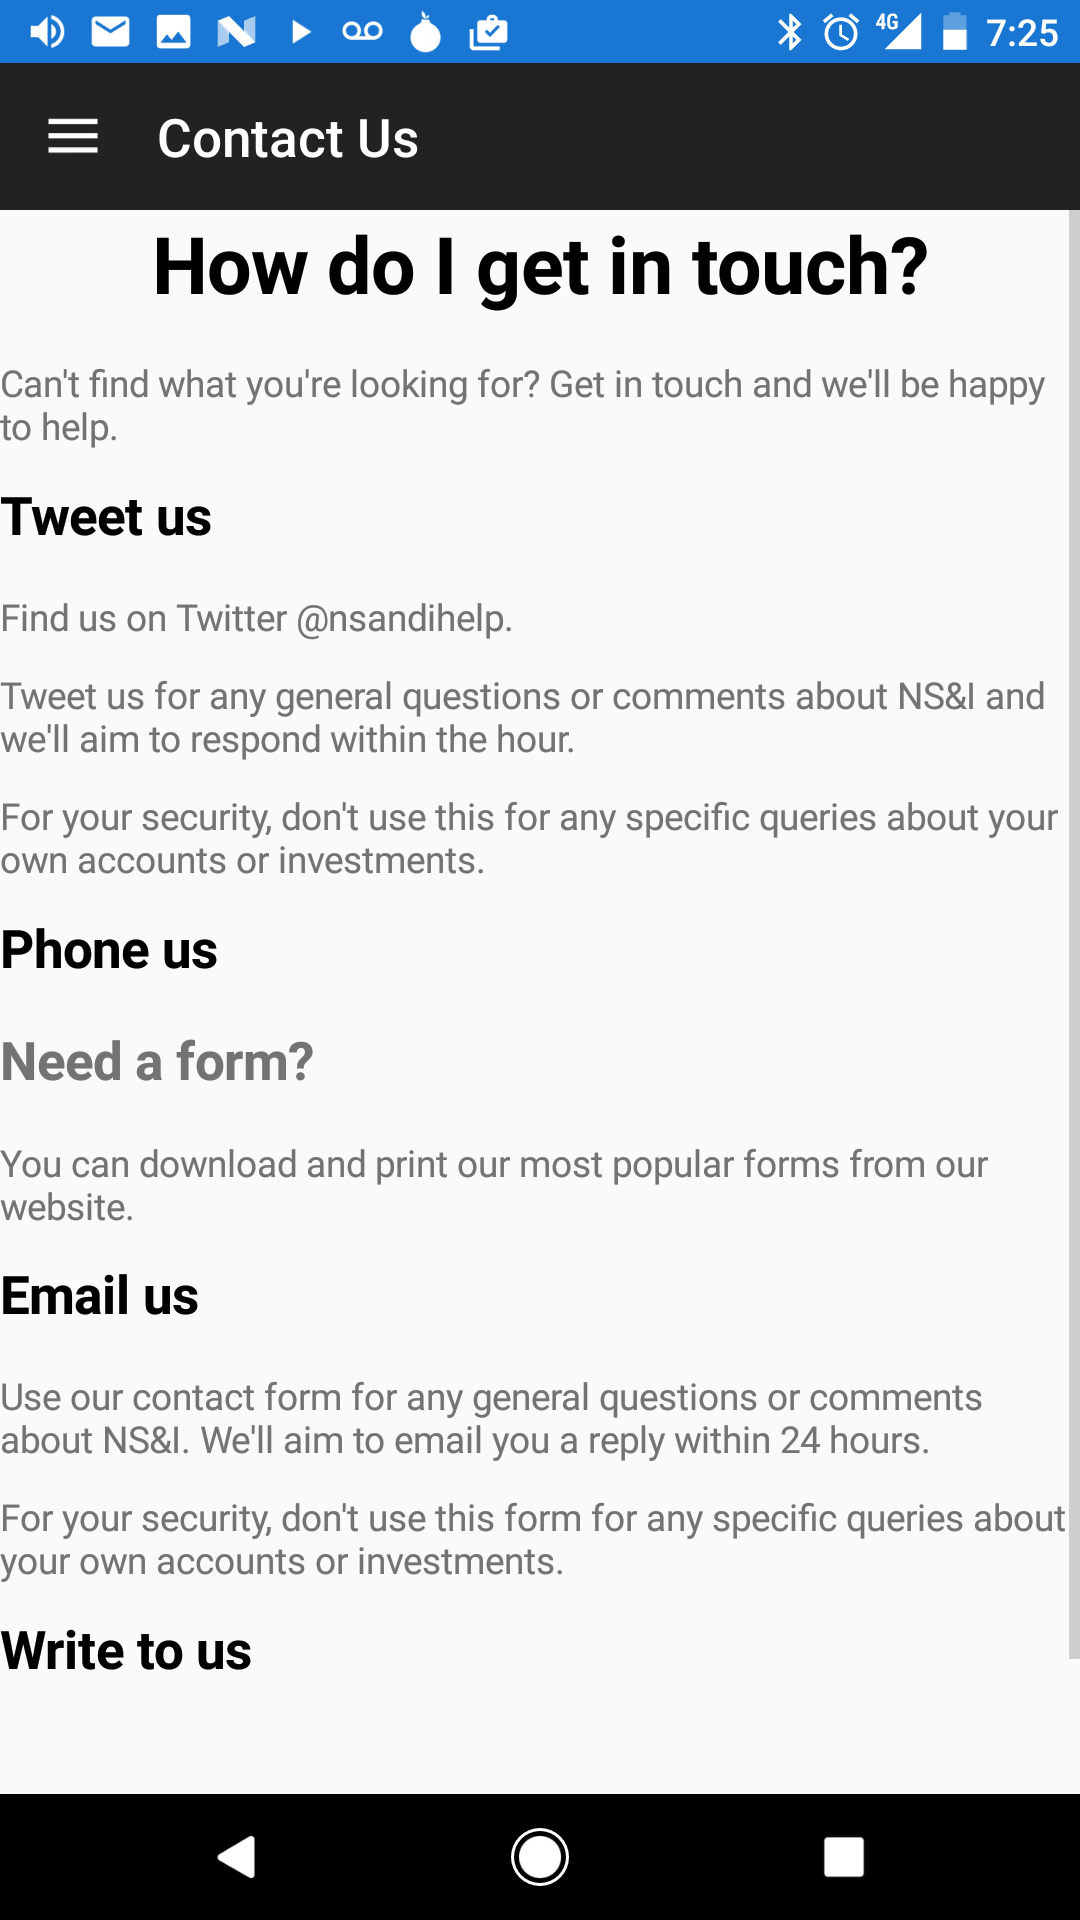 4G 7:25
Contact Us
How do I get in touch?
Can't find what you're looking for? Get in touch and we'll be happy
to help.
Tweet us
Find us on Twitter @nsandihelp.
Tweet us for any general questions or comments about NS&I and
we'll aim to respond within the hour.
For your security, don't use this for any specific queries about your
own accounts or investments.
Phone us
Need a form?
You can download and print our most popular forms from our
website.
Email us
Use our contact form for any general questions or comments
about NS&I. We'll aim to email you a reply within 24 hours.
For your security, don't use this form for any specific queries about
your own accounts or investments.
Write to us